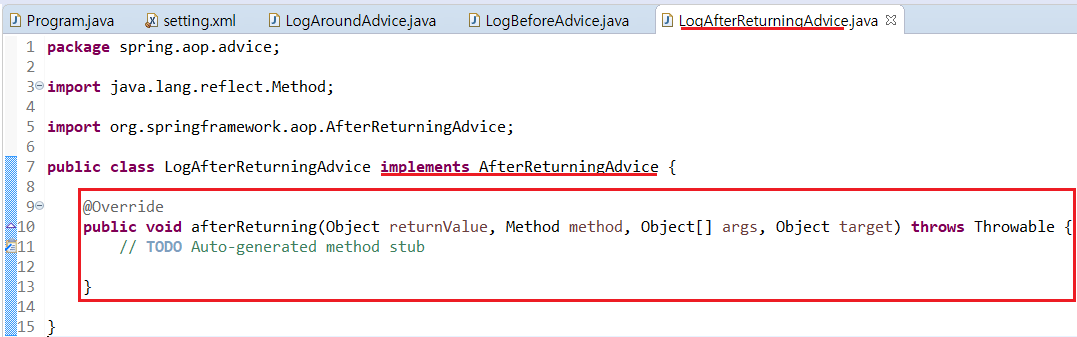 Program.java setting.xml LogAroundAdvice.java LogBeforeAdvice.java LogAfterReturningAdvice.java
1 package spring.aop.advice;
2
3 import java.lang.reflect.Method;
4
5 import org.springframework.aop.AfterReturningAdvice;
6
7 public class LogAfterReturningAdvice implements AfterReturningAdvice {
8
9 @Override
10 public void afterReturning(Object returnValue, Method method, Object[] args, Object target) throws Throwable {
11 // TODO Auto-generated method stub
12
13 }
14
15 }